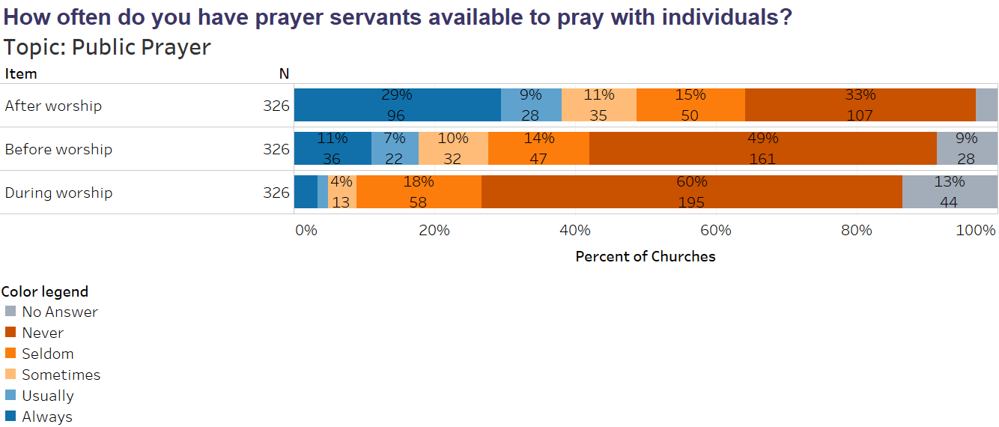 How often do you have prayer servants available to pray with individuals?
Topic: Public Prayer
Item N
After worship 326 29% 9% 11% 15% 33%
96 28 35 50 107
Before worship 326 11% 7% 10% 14% 49% 9%
36 22 32 47 161 28
During worship 326 4% 18% 60% 13%
13 58 195 44
0% 20% 40% 60% 80% 100%
Percent of Churches
Color legend
No Answer
Never
Seldom
Sometimes
Usually
Always